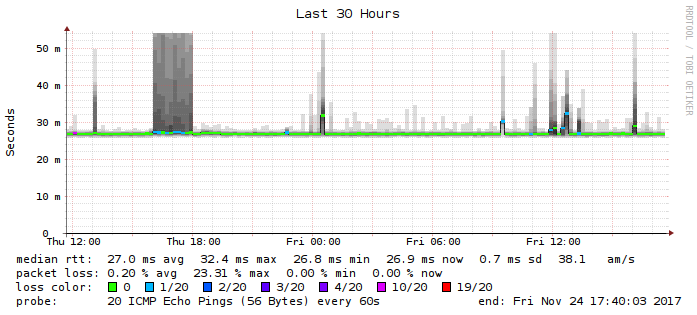 Last 30 Hours
RRDTOOL / TOBI OETIKER
Seconds
50 m
40 m
30 m
20 m
10 m
0
Thu 12:00 Thu 18:00 Fri 00:00 Fri 06:00 Fri 12:00
median rtt: 27.0 ms avg 32.4 ms max 26.8 ms min 26.9 ms now 0.7 ms sd 38.1 am/s
packet loss: 0.20 % avg 23.31 % max 0.00 % min 0.00 % now
loss color: 0 1/20 2/20 3/20 4/20 10/20 19/20
probe: 20 ICMP Echo Pings (56 Bytes) every 60s end: Fri Nov 24 17:40:03 2017